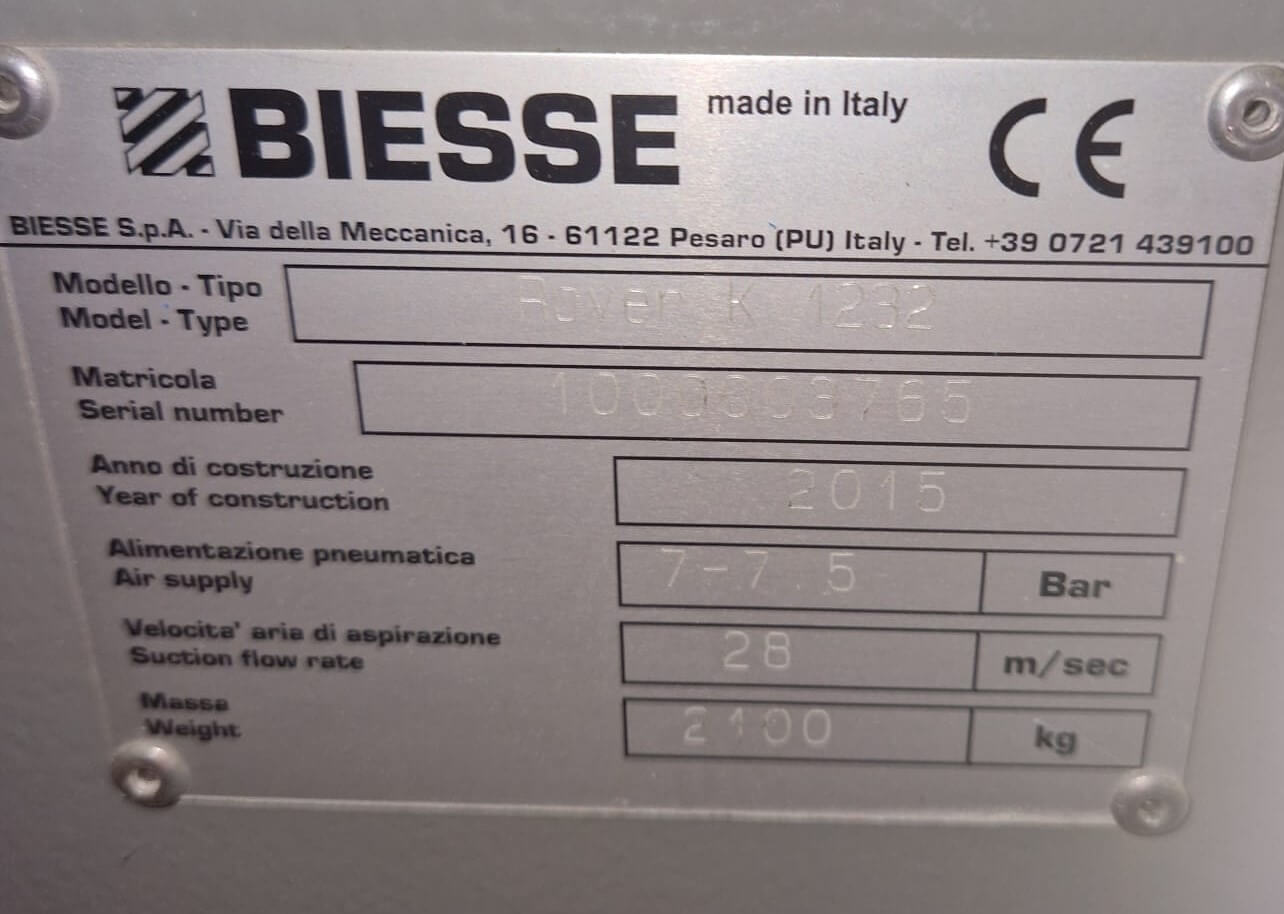 BIESSE made in Italy CE
BIESSE S.p.A. - Via della Meccanica, 16 - 61122 Pesaro (PU) Italy - Tel. +39 0721 439100
Modello - Tipo
Model - Type
Rover K 1232
Matricola
Serial number
Anno di costruzione
Year of construction
2015
Alimentazione pneumatica
Air supply
7-7.5 Bar
Velocita' aria di aspirazione
Suction flow rate
28 m/sec
Massa
Weight
2100 kg